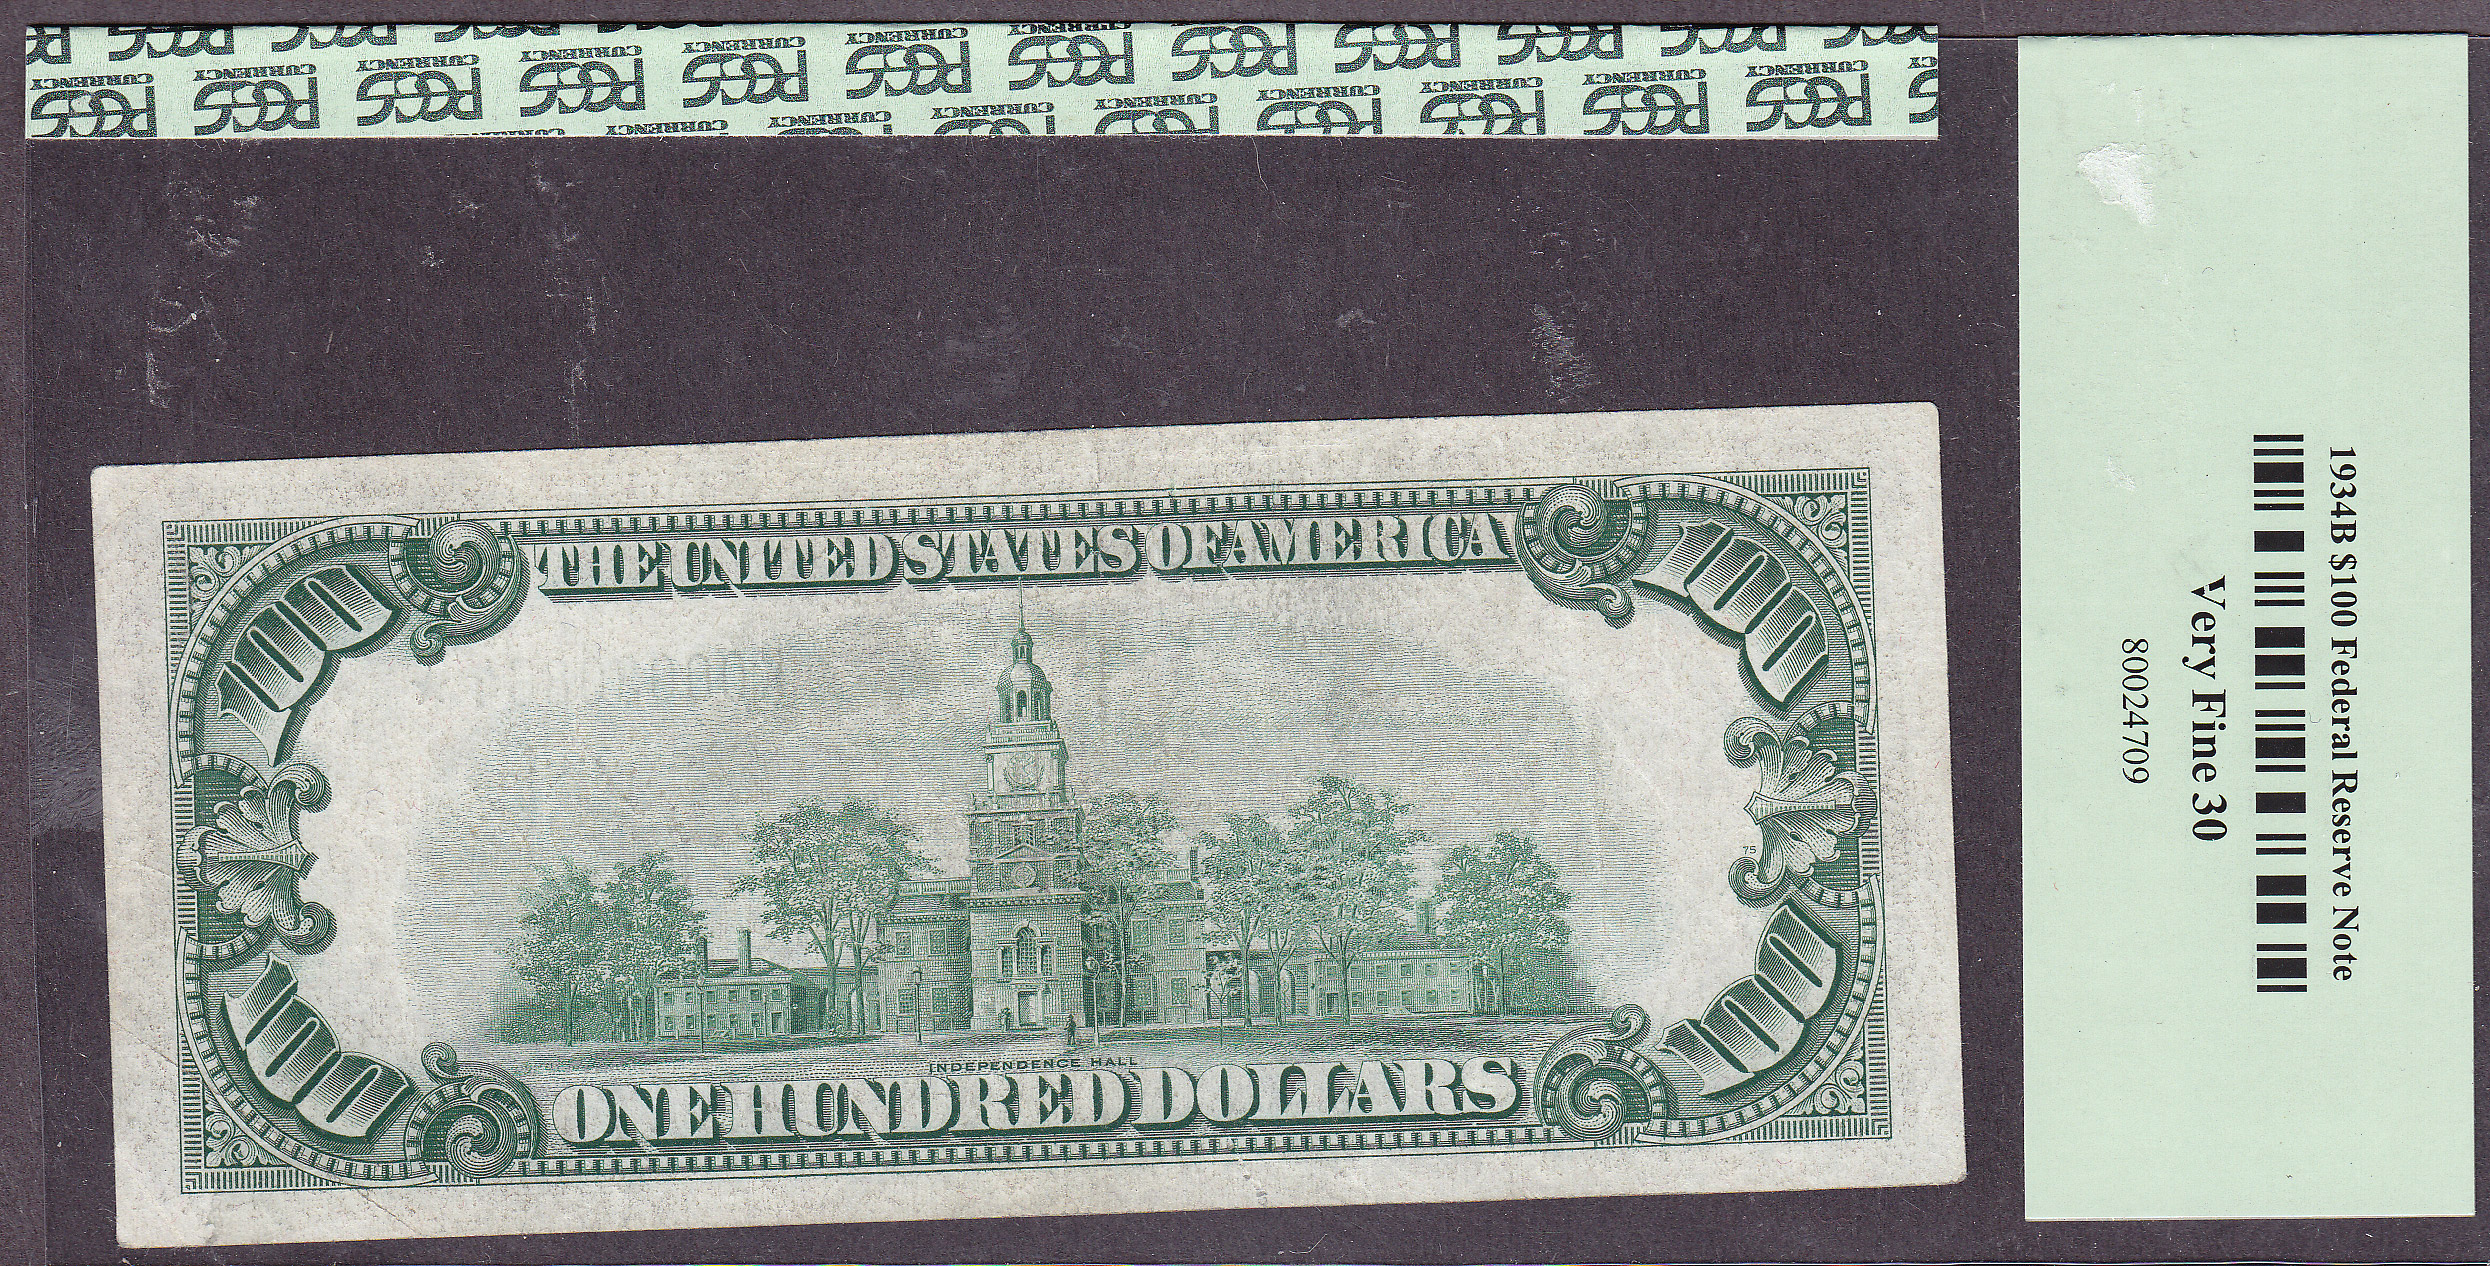 PCGS CURRENCY
THE UNITED STATES OF AMERICA
100
100
75
100
100
INDEPENDENCE HALL
ONE HUNDRED DOLLARS
1934B $100 Federal Reserve Note
Very Fine 30
80024709